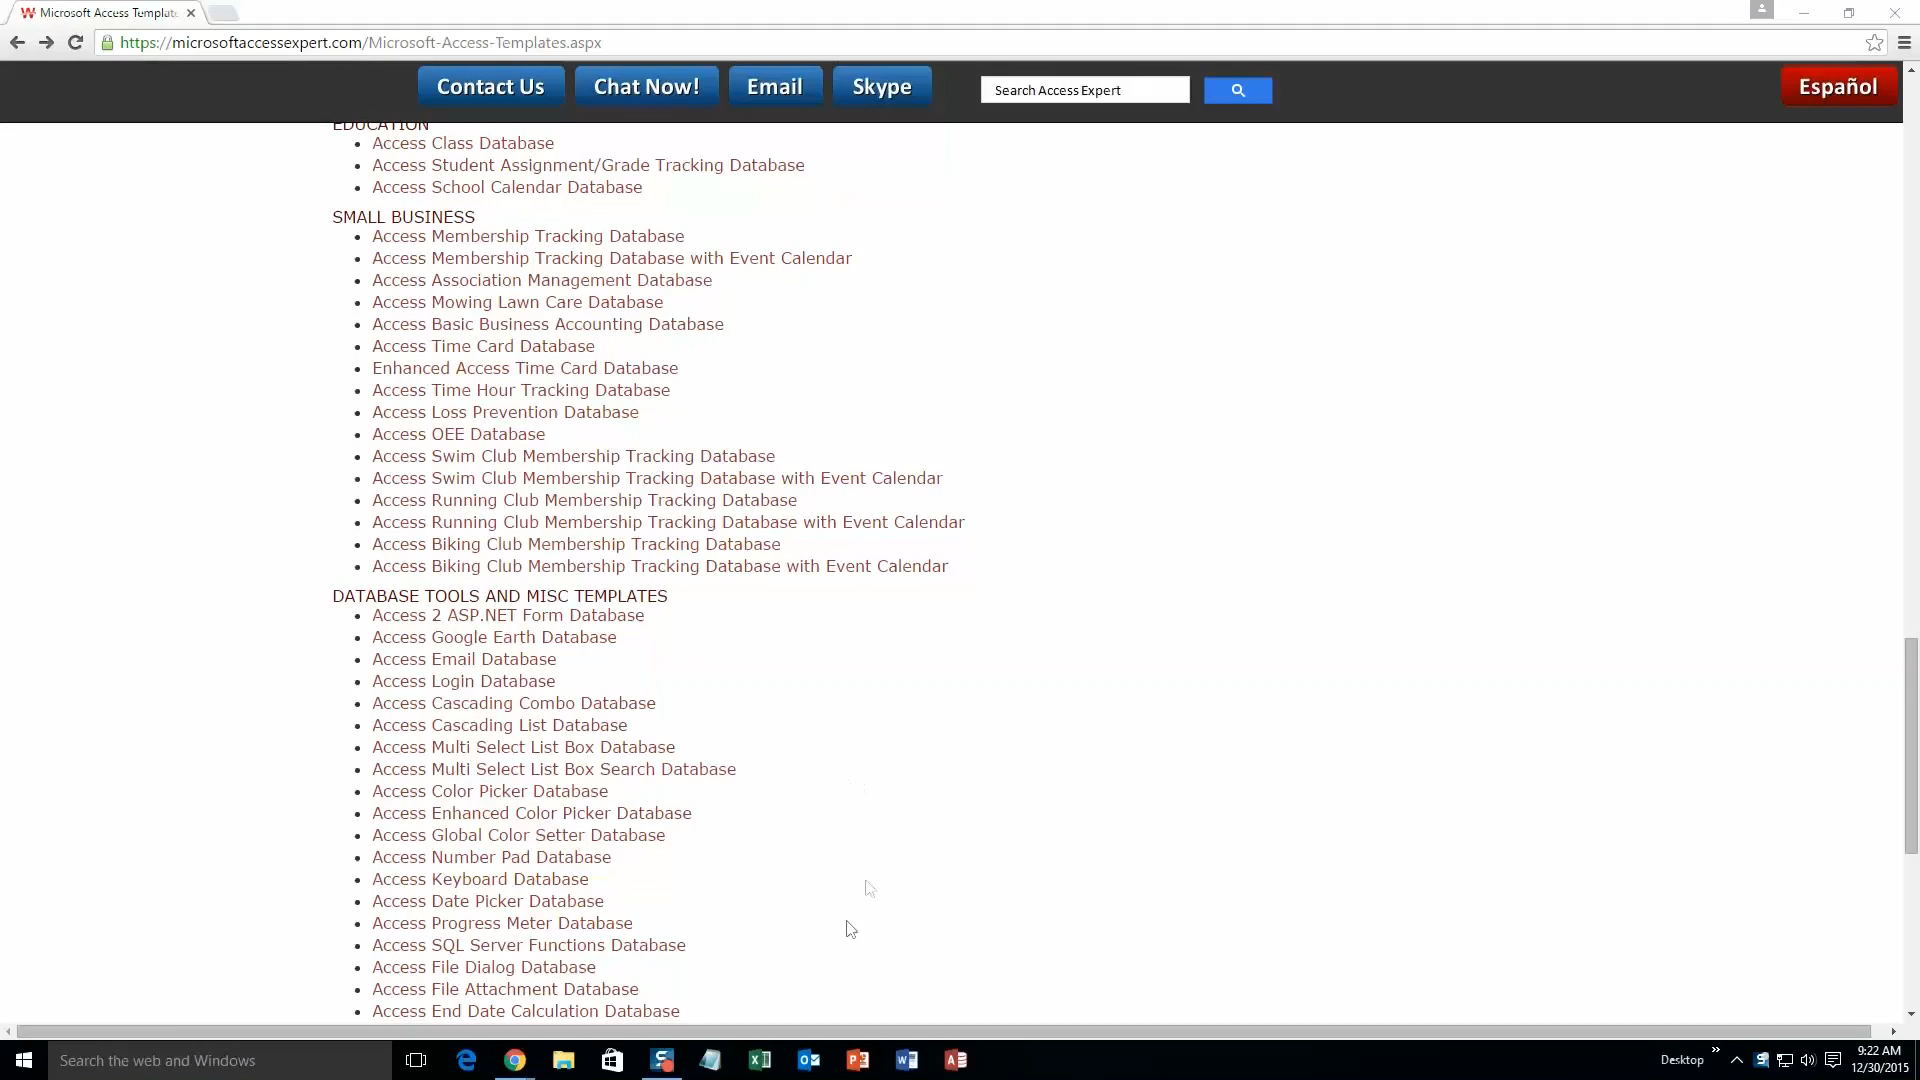 Microsoft Access Templat
https://microsoftaccessexpert.com/Microsoft-Access-Templates.aspx
Contact Us
Chat Now!
Email
Skype
Search Access Expert
Español
EDUCATION
Access Class Database
Access Student Assignment/Grade Tracking Database
Access School Calendar Database
SMALL BUSINESS
Access Membership Tracking Database
Access Membership Tracking Database with Event Calendar
Access Association Management Database
Access Mowing Lawn Care Database
Access Basic Business Accounting Database
Access Time Card Database
Enhanced Access Time Card Database
Access Time Hour Tracking Database
Access Loss Prevention Database
Access OEE Database
Access Swim Club Membership Tracking Database
Access Swim Club Membership Tracking Database with Event Calendar
Access Running Club Membership Tracking Database
Access Running Club Membership Tracking Database with Event Calendar
Access Biking Club Membership Tracking Database
Access Biking Club Membership Tracking Database with Event Calendar
DATABASE TOOLS AND MISC TEMPLATES
Access 2 ASP.NET Form Database
Access Google Earth Database
Access Email Database
Access Login Database
Access Cascading Combo Database
Access Cascading List Database
Access Multi Select List Box Database
Access Multi Select List Box Search Database
Access Color Picker Database
Access Enhanced Color Picker Database
Access Global Color Setter Database
Access Number Pad Database
Access Keyboard Database
Access Date Picker Database
Access Progress Meter Database
Access SQL Server Functions Database
Access File Dialog Database
Access File Attachment Database
Access End Date Calculation Database
Search the web and Windows
Desktop
9:22 AM
12/30/2015